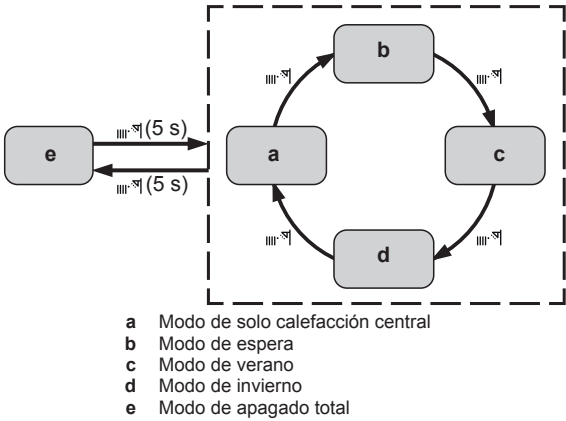 b
(5 s)
e
a
c
(5 s)
d
a Modo de solo calefacción central
b Modo de espera
c Modo de verano
d Modo de invierno
e Modo de apagado total